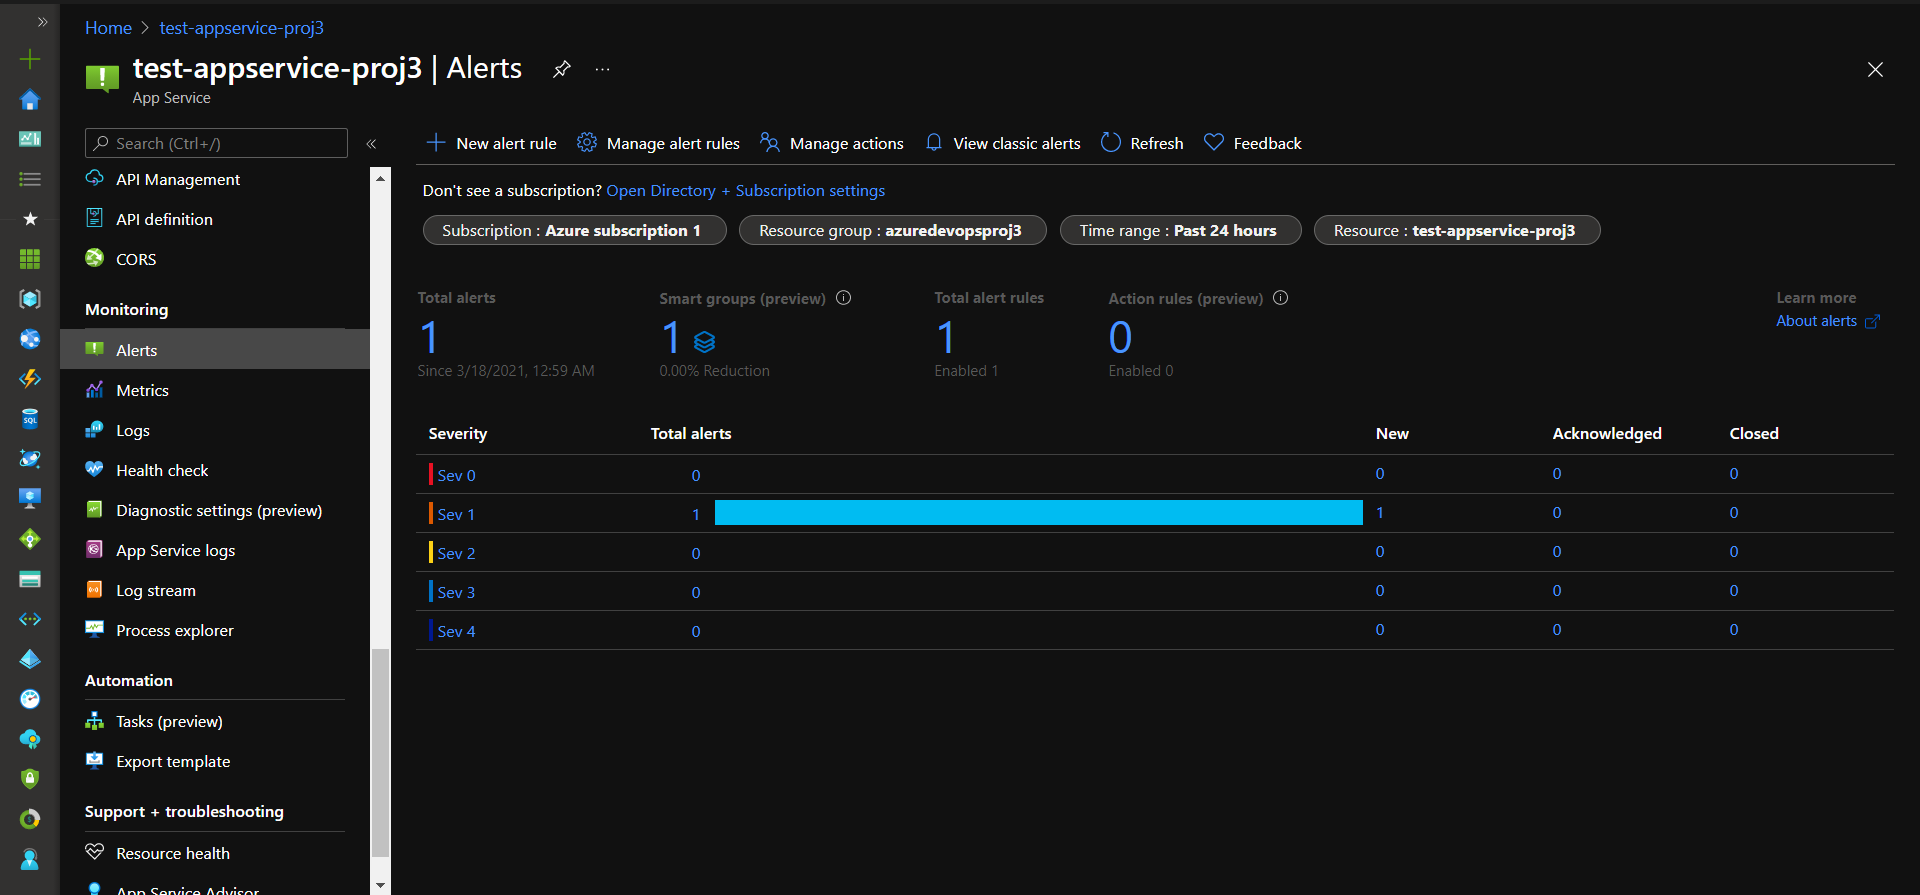 Home > test-appservice-proj3
test-appservice-proj3 | Alerts
App Service
Search (Ctrl+/)
API Management
API definition
CORS
Monitoring
Alerts
Metrics
Logs
Health check
Diagnostic settings (preview)
App Service logs
Log stream
Process explorer
Automation
Tasks (preview)
Export template
Support + troubleshooting
Resource health
App Service Advisor
New alert rule Manage alert rules Manage actions View classic alerts Refresh Feedback
Don't see a subscription? Open Directory + Subscription settings
Subscription : Azure subscription 1 Resource group : azuredevopsproj3 Time range : Past 24 hours Resource : test-appservice-proj3
Total alerts Smart groups (preview) Total alert rules Action rules (preview) Learn more
1 1 1 0 About alerts
Since 3/18/2021, 12:59 AM 0.00% Reduction Enabled 1 Enabled 0
Severity Total alerts New Acknowledged Closed
Sev 0 0 0 0 0
Sev 1 1 1 0 0
Sev 2 0 0 0 0
Sev 3 0 0 0 0
Sev 4 0 0 0 0